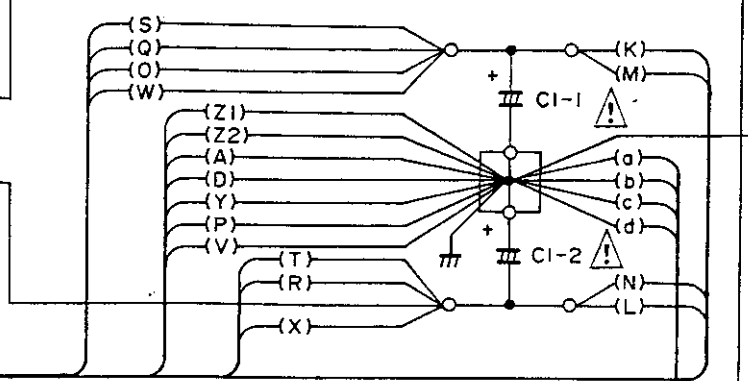 (S)
(Q)
(O)
(W)
(K)
(M)
+
C1-1
!
(Z1)
(Z2)
(A)
(D)
(Y)
(P)
(V)
(a)
(b)
(c)
(d)
+
C1-2
!
(T)
(R)
(X)
(N)
(L)